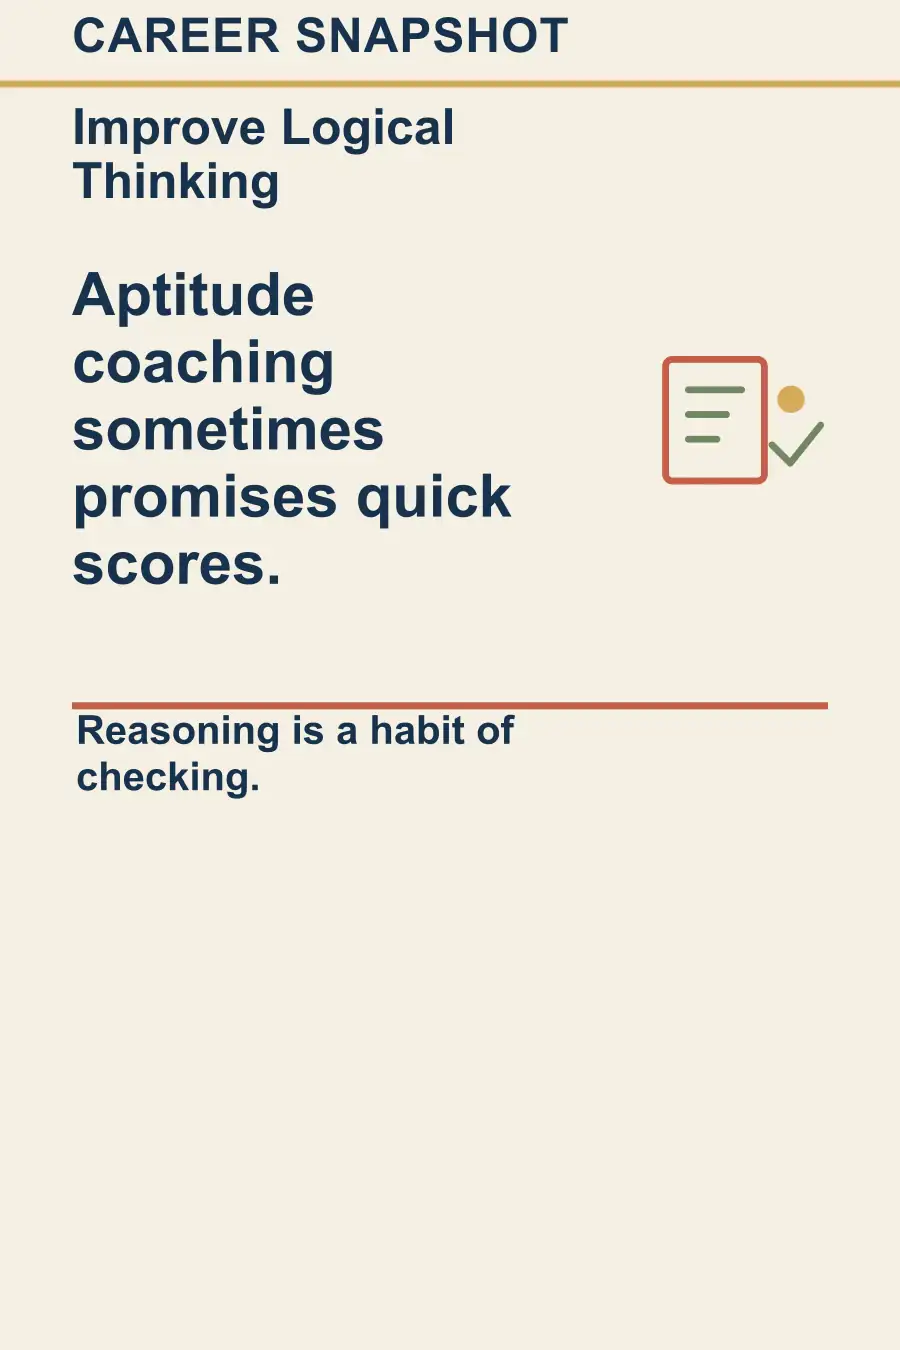 CAREER SNAPSHOT
Improve Logical
Thinking
Aptitude
coaching
sometimes
promises quick
scores.
Reasoning is a habit of
checking.